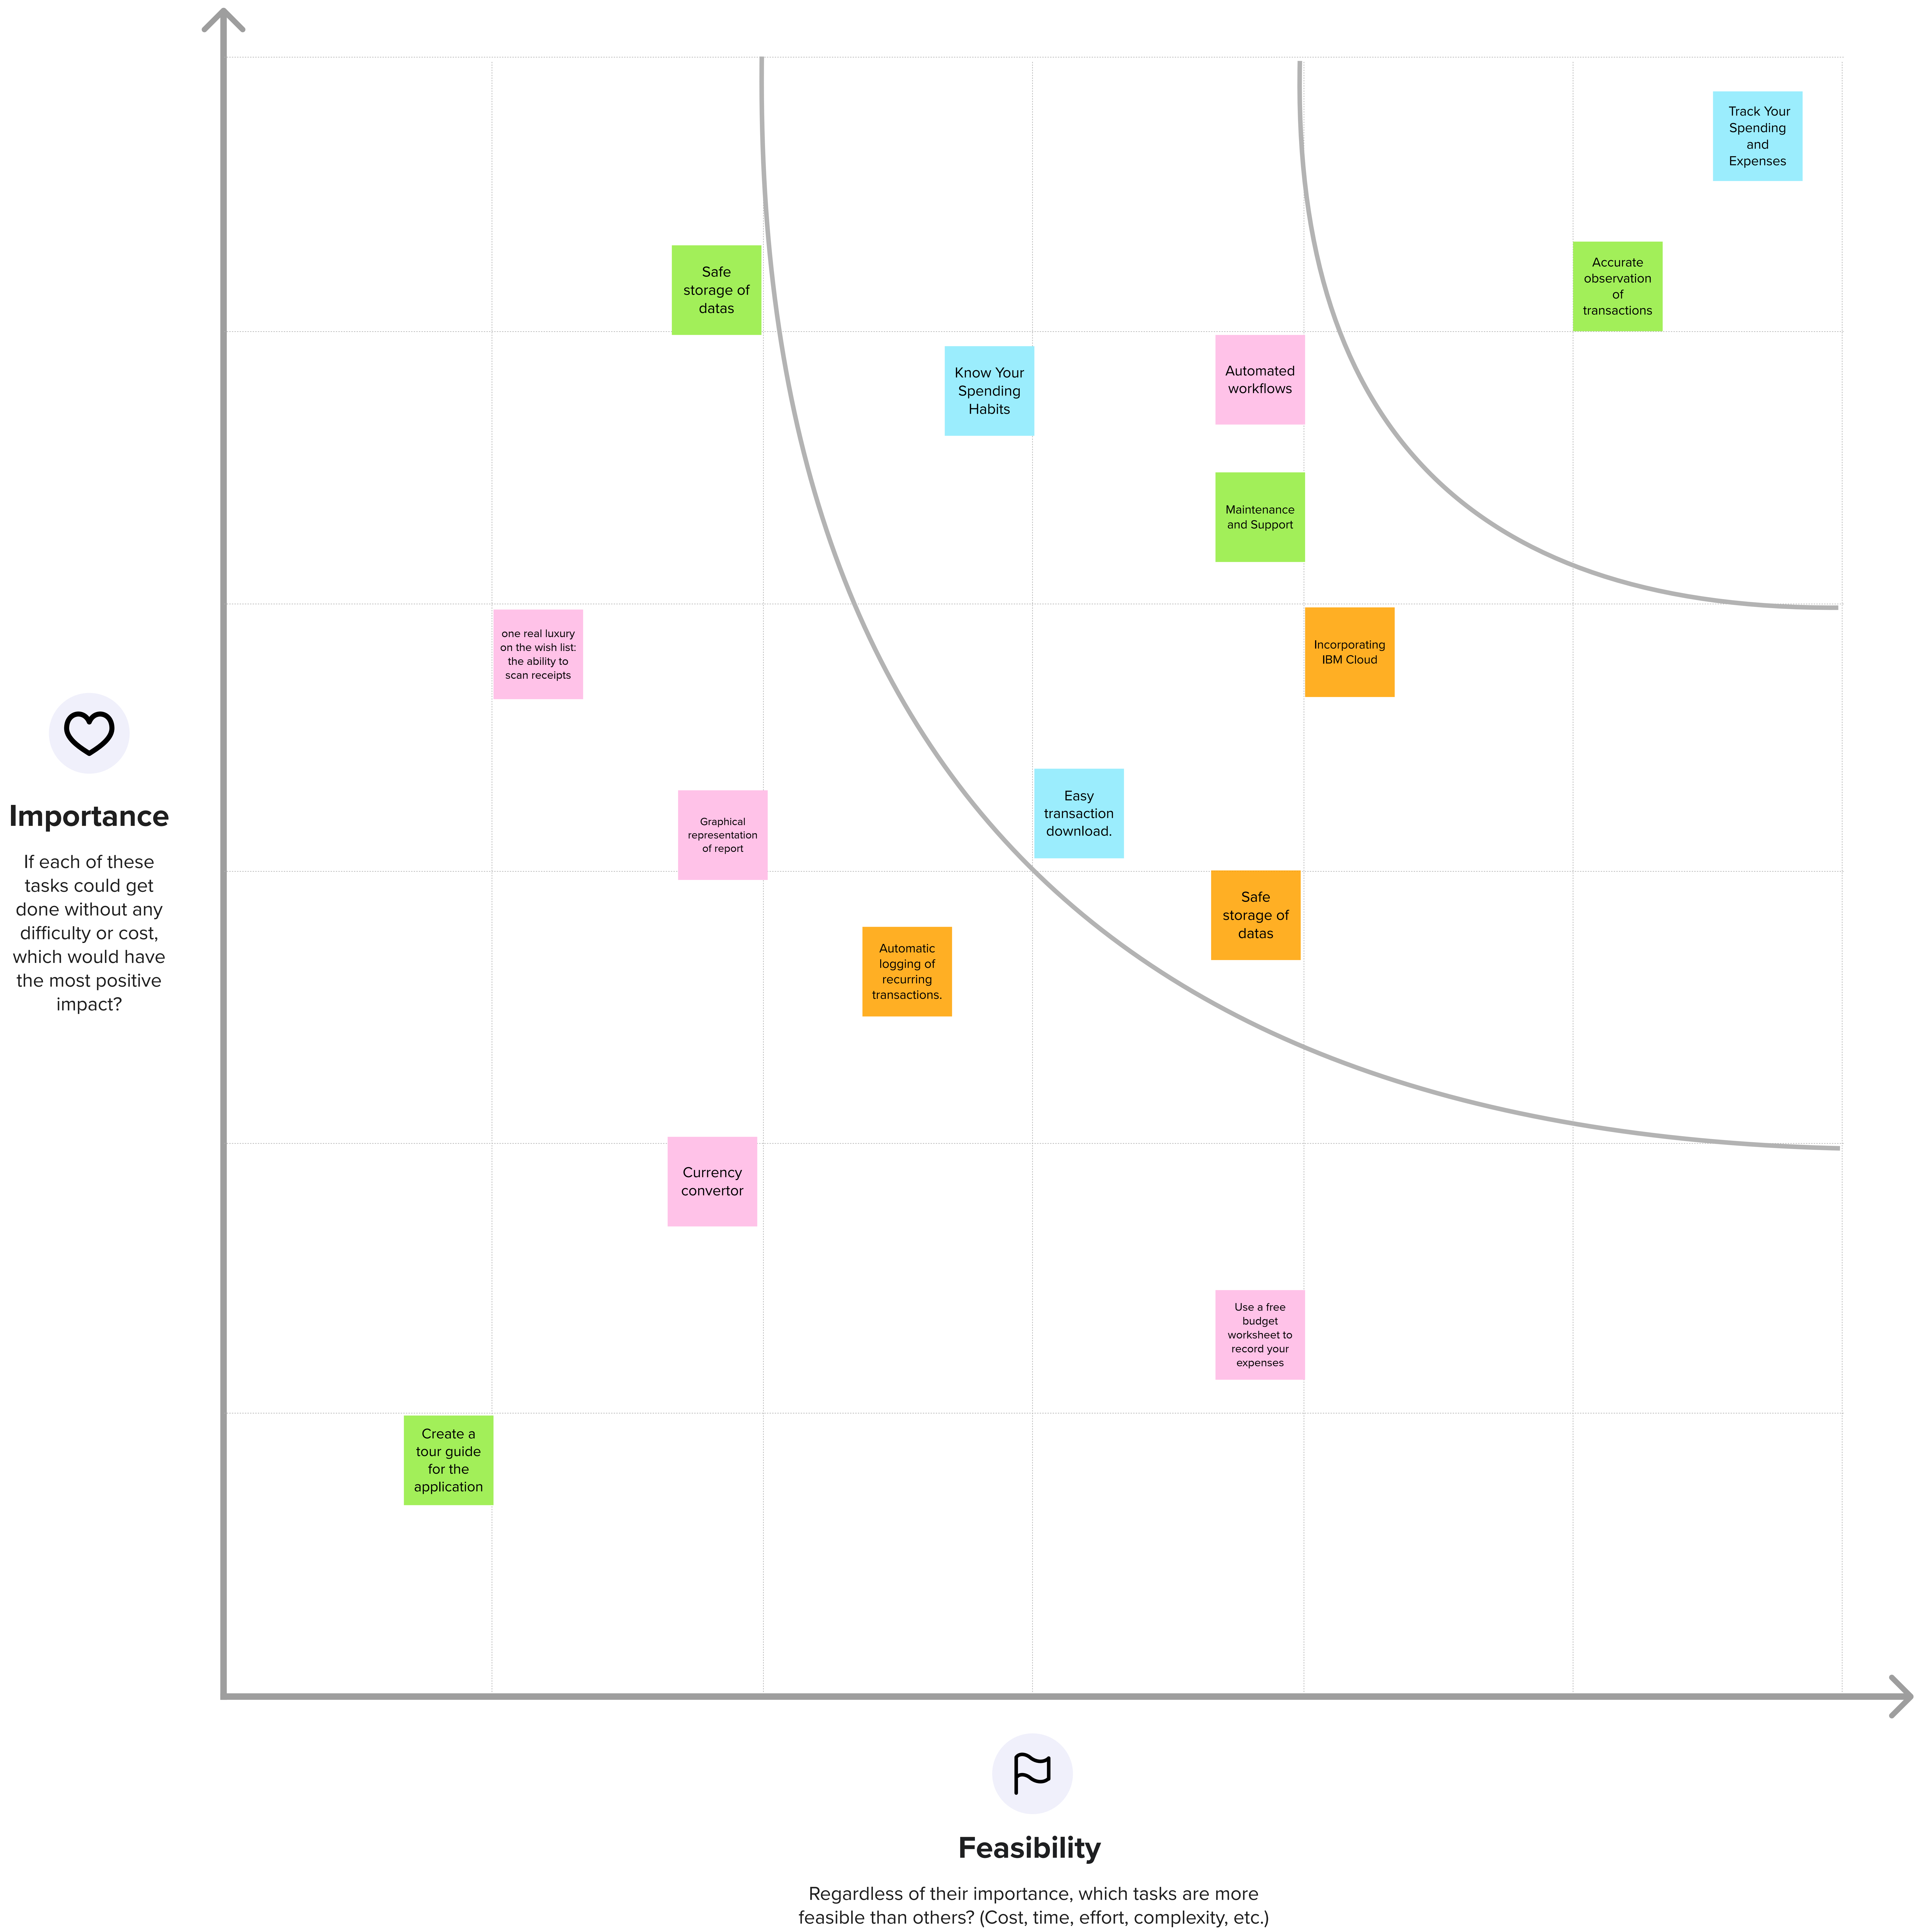 Track Your
Spending
and
Expenses
Safe
storage of
datas
Accurate
observation
of
transactions
Know Your
Spending
Habits
Automated
workflows
Maintenance
and Support
one real luxury
on the wish list:
the ability to
scan receipts
Incorporating
IBM Cloud
Importance
If each of these
tasks could get
done without any
difficulty or cost,
which would have
the most positive
impact?
Graphical
representation
of report
Easy
transaction
download.
Safe
storage of
datas
Automatic
logging of
recurring
transactions.
Currency
convertor
Use a free
budget
worksheet to
record your
expenses
Create a
tour guide
for the
application
Feasibility
Regardless of their importance, which tasks are more
feasible than others? (Cost, time, effort, complexity, etc.)